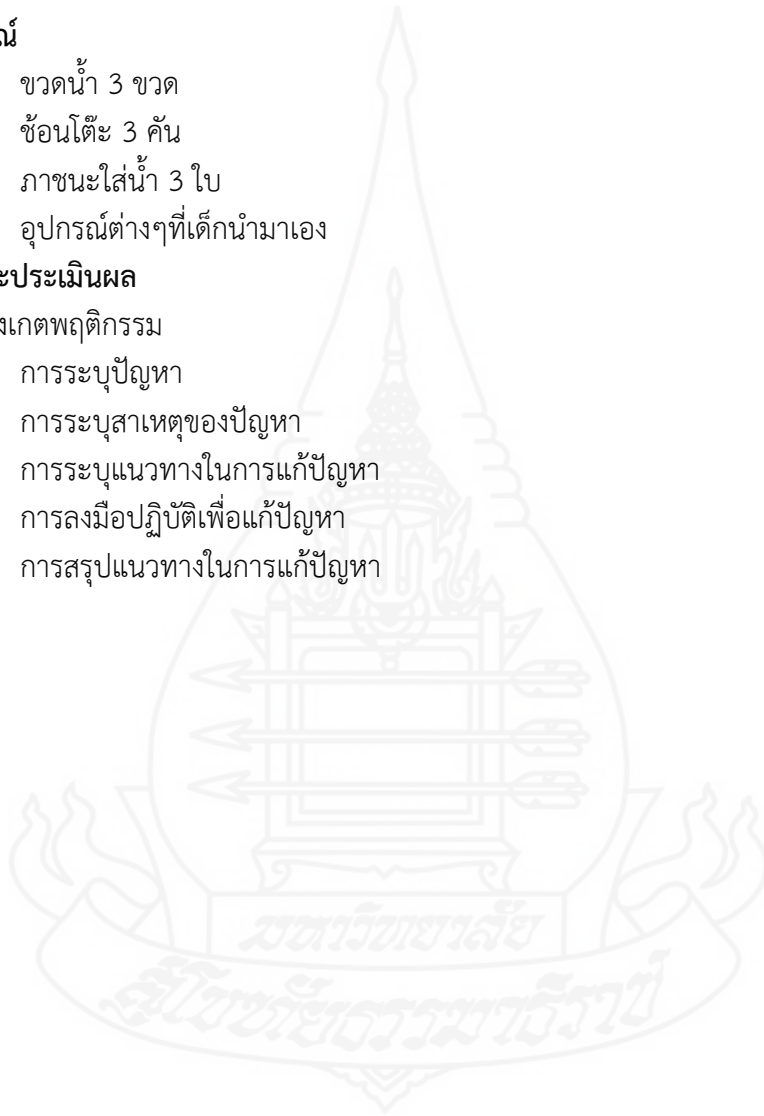 ณ์
ขวดน้ำ 3 ขวด
ช้อนโต๊ะ 3 คัน
ภาชนะใส่น้ำ 3 ใบ
อุปกรณ์ต่างๆที่เด็กนำมาเอง
ะประเมินผล
งเกตพฤติกรรม
การระบุปัญหา
การระบุสาเหตุของปัญหา
การระบุแนวทางในการแก้ปัญหา
การลงมือปฏิบัติเพื่อแก้ปัญหา
การสรุปแนวทางในการแก้ปัญหา
มหาวิทยาลัย
สุโขทัยธรรมาธิราช